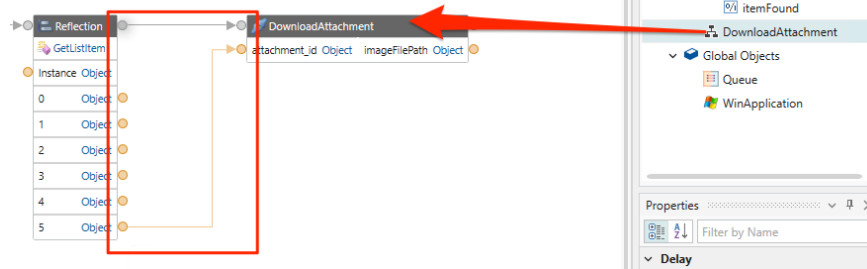 Reflection
DownloadAttachment
GetListItem
attachment_id Object imageFilePath Object
Instance Object
0 Object
1 Object
2 Object
3 Object
4 Object
5 Object
itemFound
DownloadAttachment
Global Objects
Queue
WinApplication
Properties
Filter by Name
Delay